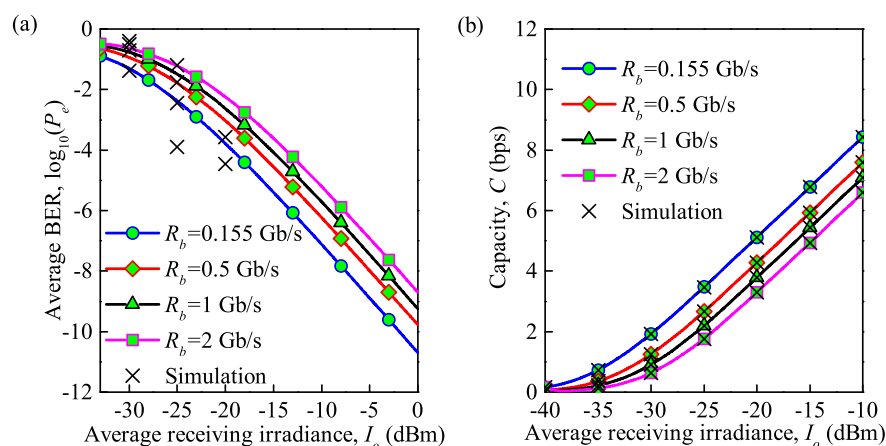 (a)
0
-2
-4
-6
-8
-10
-12
Average BER, log10(Pe)
Rb=0.155 Gb/s
Rb=0.5 Gb/s
Rb=1 Gb/s
Rb=2 Gb/s
Simulation
-30 -25 -20 -15 -10 -5 0
Average receiving irradiance, Io (dBm)
(b)
12
10
8
6
4
2
0
Capacity, C (bps)
Rb=0.155 Gb/s
Rb=0.5 Gb/s
Rb=1 Gb/s
Rb=2 Gb/s
Simulation
-40 -35 -30 -25 -20 -15 -10
Average receiving irradiance, Io (dBm)